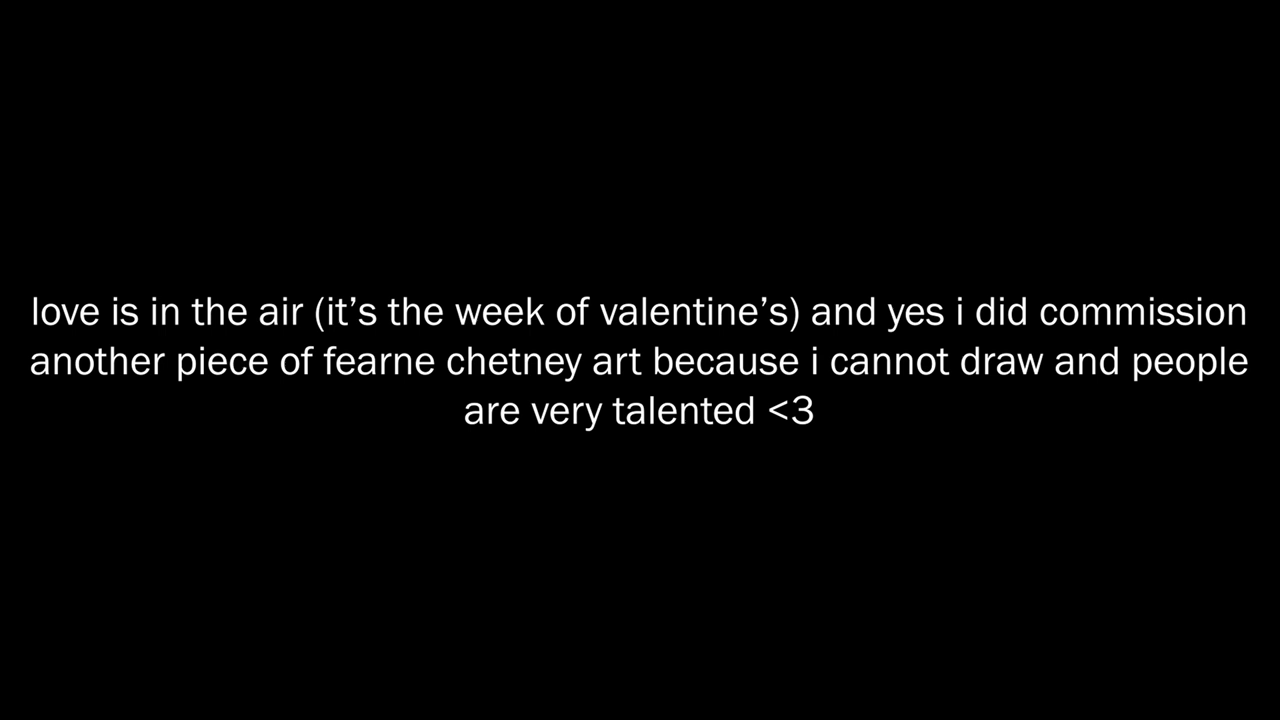 love is in the air (it’s the week of valentine’s) and yes i did commission
another piece of fearne chetney art because i cannot draw and people
are very talented <3